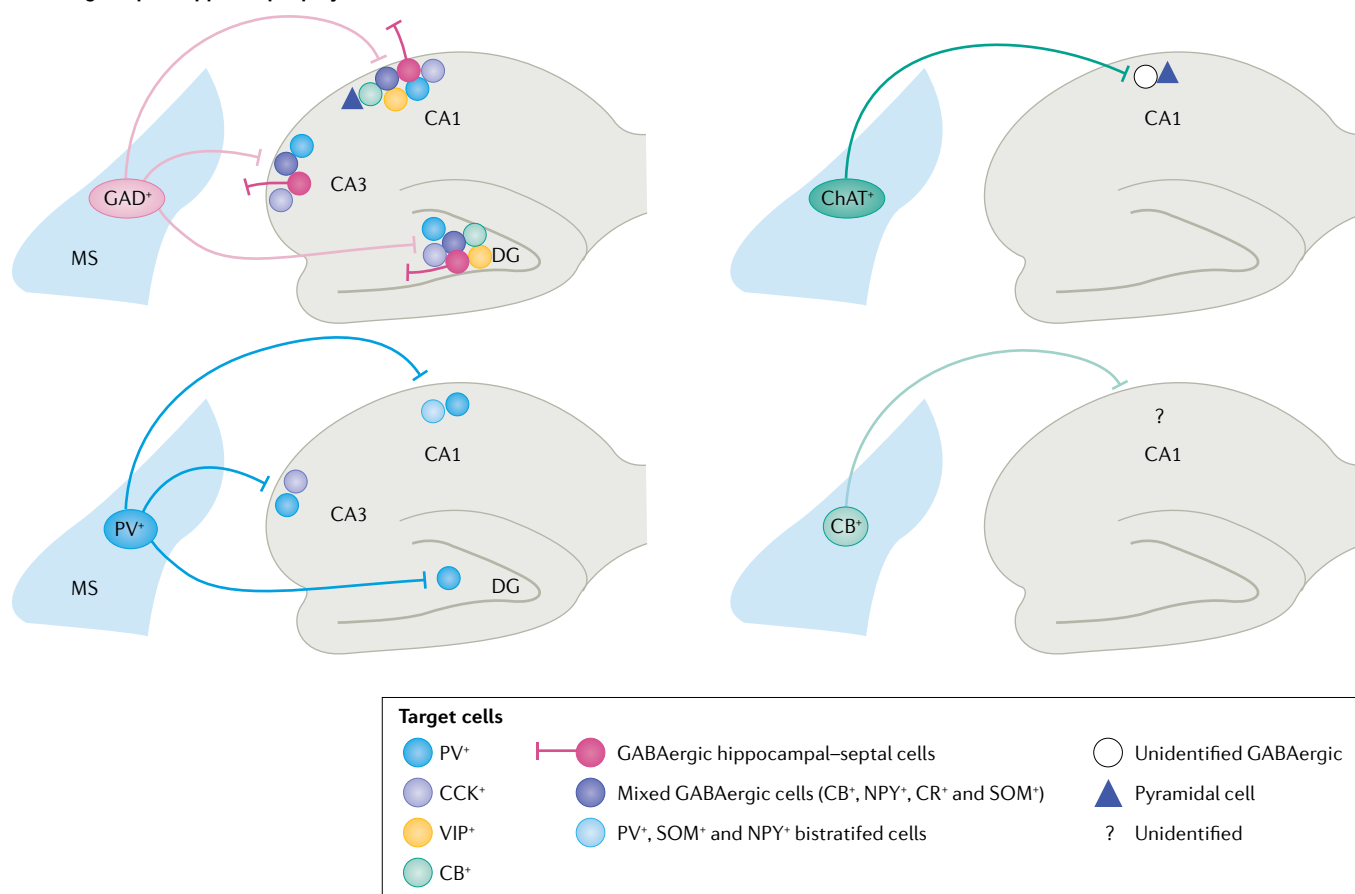 CA1
CA3
GAD⁺
MS
DG
CA1
ChAT⁺
CA1
CA3
PV⁺
MS
DG
?
CA1
CB⁺
Target cells
PV⁺
GABAergic hippocampal–septal cells
Unidentified GABAergic
CCK⁺
Mixed GABAergic cells (CB⁺, NPY⁺, CR⁺ and SOM⁺)
Pyramidal cell
VIP⁺
PV⁺, SOM⁺ and NPY⁺ bistratifed cells
? Unidentified
CB⁺